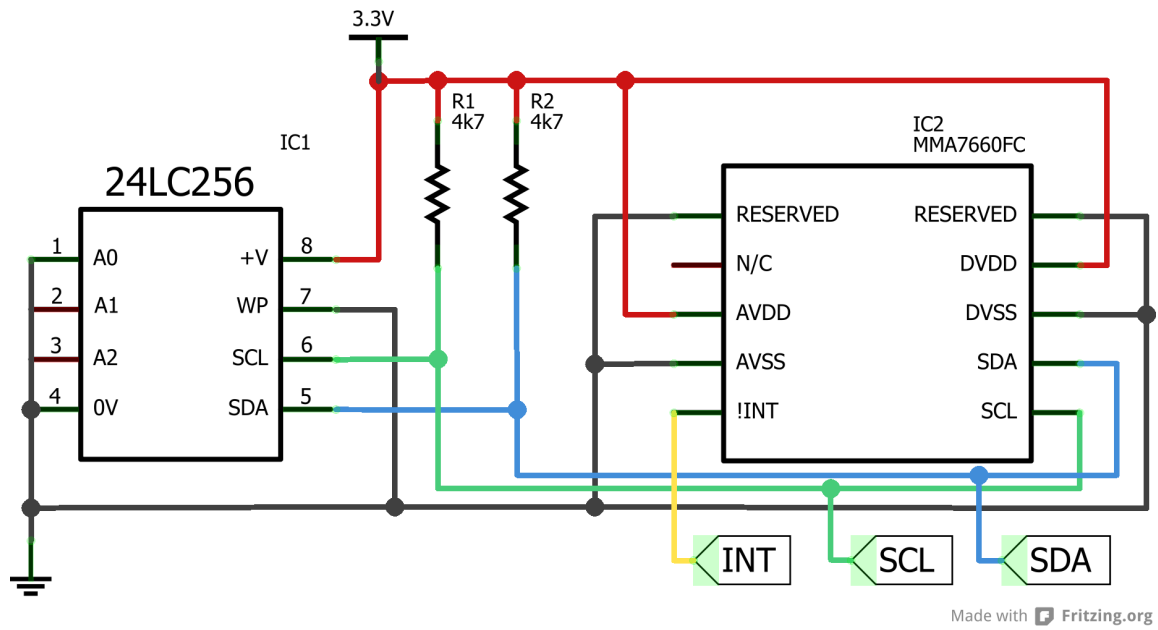 3.3V
R1
4k7
R2
4k7
IC1
24LC256
IC2
MMA7660FC
1 A0 +V 8
2 A1 WP 7
3 A2 SCL 6
4 0V SDA 5
RESERVED RESERVED
N/C DVDD
AVDD DVSS
AVSS SDA
!INT SCL
INT SCL SDA
Made with Fritzing.org